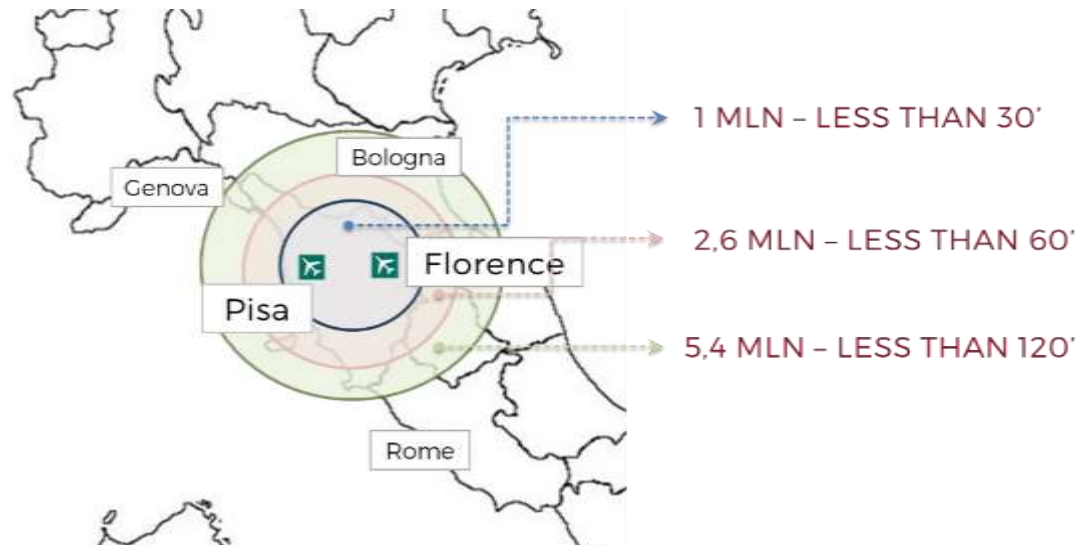 1 MLN – LESS THAN 30’
Bologna
Genova
2,6 MLN – LESS THAN 60’
Florence
Pisa
5,4 MLN – LESS THAN 120’
Rome